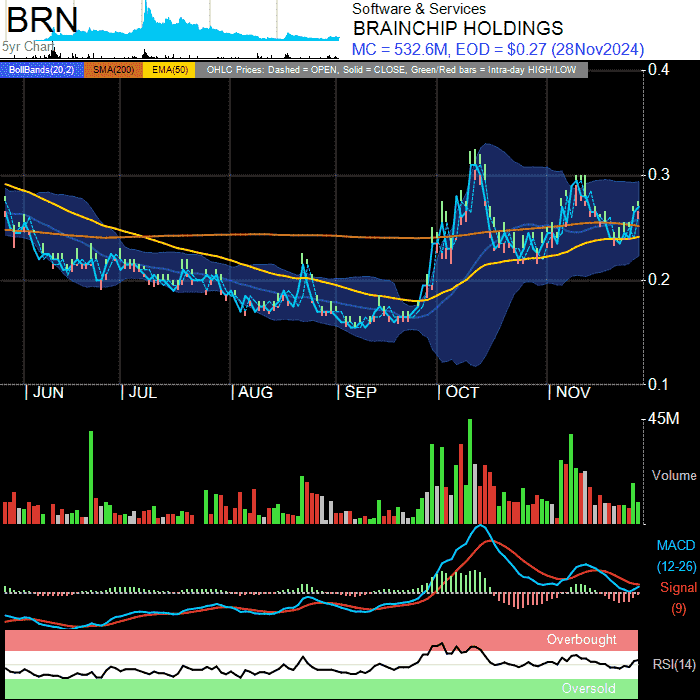 BRN
5yr Chart
Software & Services
BRAINCHIP HOLDINGS
MC = 532.6M, EOD = $0.27 (28Nov2024)
BollBands(20,2) SMA(200) EMA(50) OHLC Prices: Dashed = OPEN, Solid = CLOSE, Green/Red bars = Intra-day HIGH/LOW
0.4
0.3
0.2
0.1
JUN JUL AUG SEP OCT NOV
45M
Volume
MACD
(12-26)
Signal
(9)
Overbought
RSI(14)
Oversold